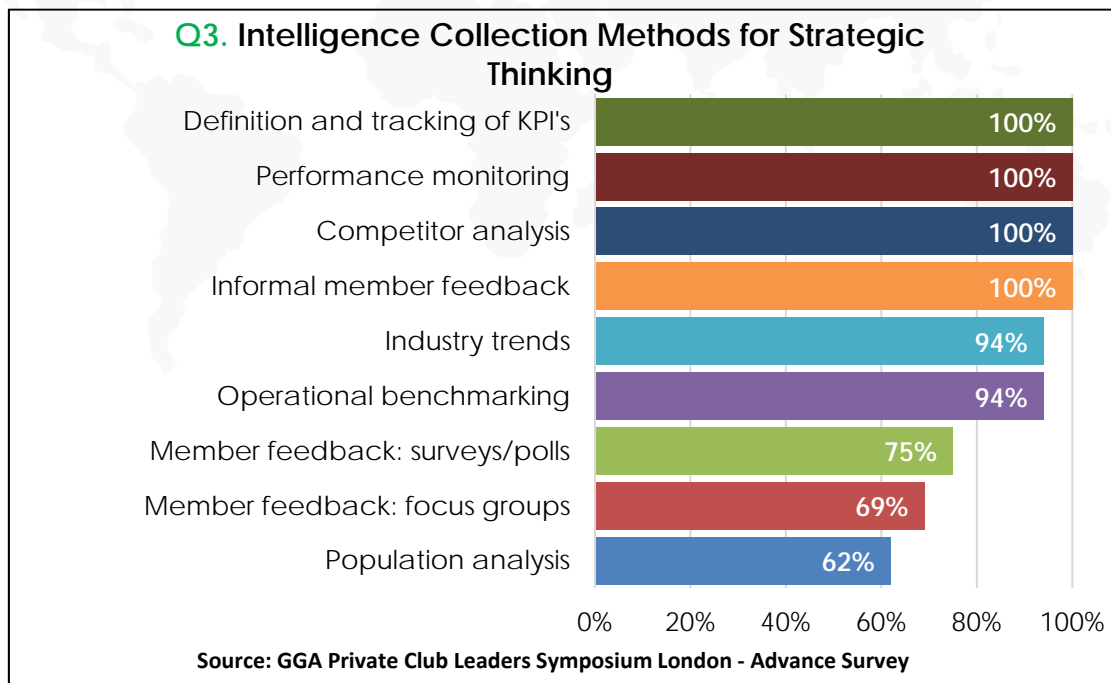 Q3. Intelligence Collection Methods for Strategic
Thinking
Definition and tracking of KPI's 100%
Performance monitoring 100%
Competitor analysis 100%
Informal member feedback 100%
Industry trends 94%
Operational benchmarking 94%
Member feedback: surveys/polls 75%
Member feedback: focus groups 69%
Population analysis 62%
0% 20% 40% 60% 80% 100%
Source: GGA Private Club Leaders Symposium London - Advance Survey